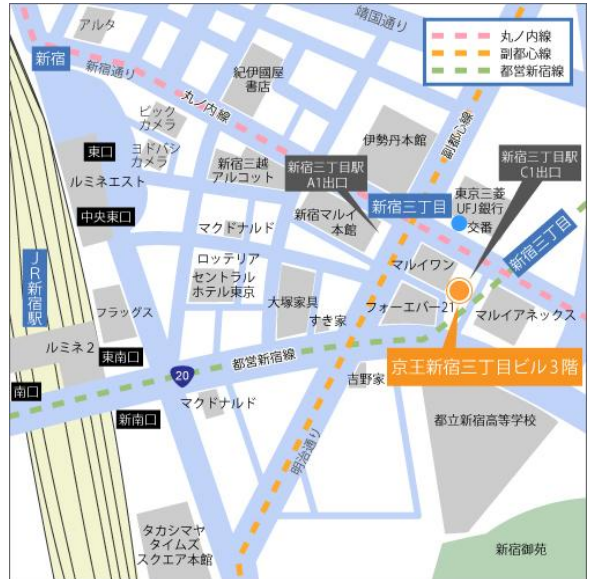 アルタ
靖国通り
丸ノ内線
副都心線
都営新宿線
新宿
新宿通り
紀伊國屋
書店
丸ノ内線
ビック
カメラ
ヨドバシ
カメラ
伊勢丹本館
副都心線
東口
ルミネエスト
新宿三越
アルコット
新宿三丁目駅
A1出口
新宿三丁目駅
C1出口
中央東口
マクドナルド
新宿マルイ
本館
新宿三丁目
東京三菱
UFJ銀行
交番
新宿三丁目
JR新宿駅
ロッテリア
セントラル
ホテル東京
マルイワン
フラッグス
大塚家具
すき家
フォーエバー21
マルイアネックス
ルミネ2
東南口
都営新宿線
20
京王新宿三丁目ビル3階
南口
新南口
マクドナルド
吉野家
都立新宿高等学校
明治通り
タカシマヤ
タイムズ
スクエア本館
新宿御苑